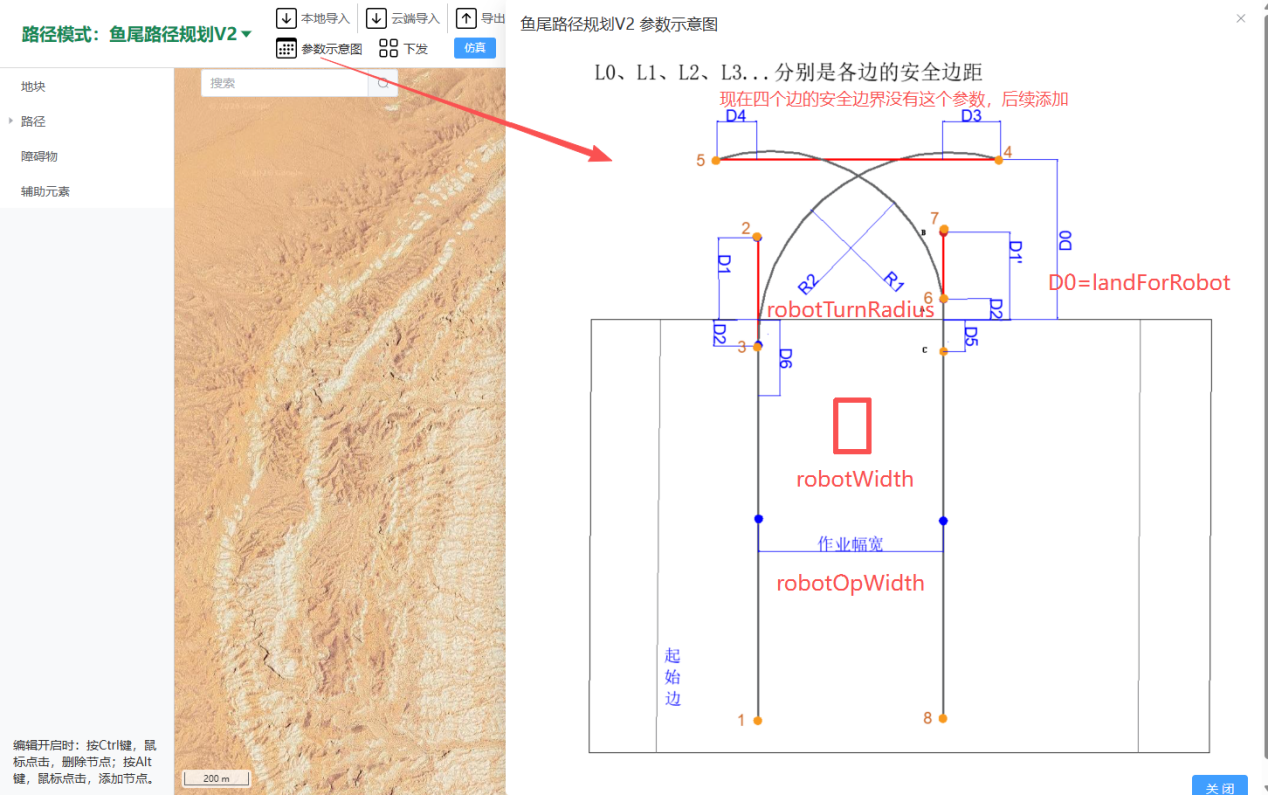 路径模式：鱼尾路径规划V2
本地导入
云端导入
导出
参数示意图
下发
仿真
地块
路径
障碍物
辅助元素
搜索
编辑开启时：按Ctrl键，鼠
标点击，删除节点；按Alt
键，鼠标点击，添加节点。
200 m
鱼尾路径规划V2 参数示意图
L0、L1、L2、L3...分别是各边的安全边距
现在四个边的安全边界没有这个参数，后续添加
D4
D3
5
4
2
7
B
D1
D1'
D0
R2
R1
D0=landForRobot
6
robotTurnRadius
A
D2
D2
3
D6
D5
C
robotWidth
作业幅宽
robotOpWidth
起
始
边
1
8
关 闭